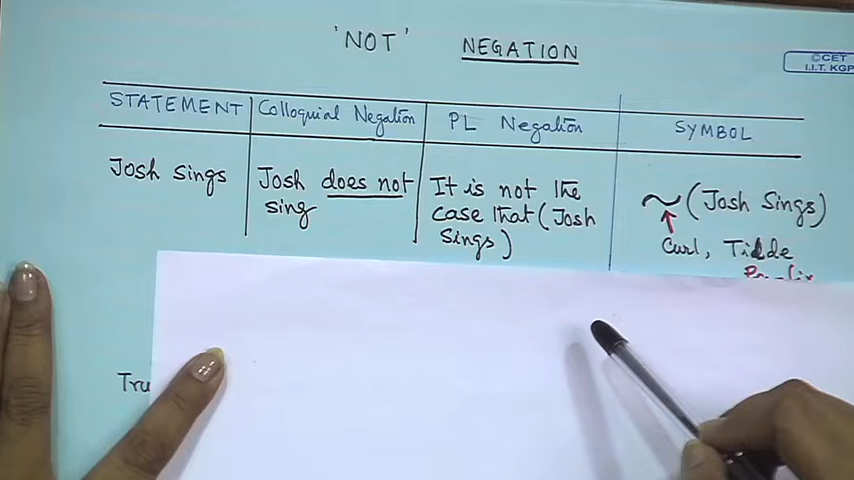 'NOT' NEGATION
©CET
I.I.T. KGP
STATEMENT Colloquial Negation PL Negation SYMBOL
Josh sings
Josh does not
sing
It is not the
case that (Josh
Sings)
~(Josh Sings)
Curl, Tidde
Tru